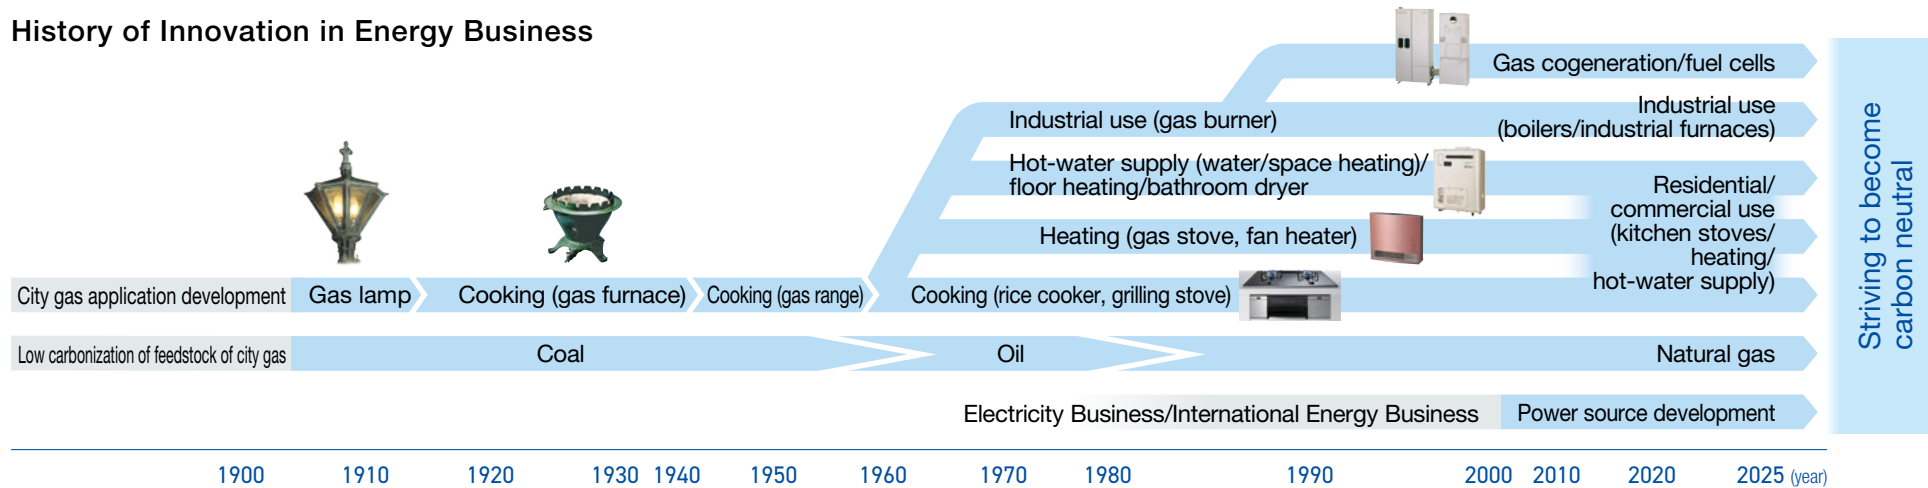 History of Innovation in Energy Business
Gas cogeneration/fuel cells
Industrial use (gas burner)
Industrial use
(boilers/industrial furnaces)
Hot-water supply (water/space heating)/
floor heating/bathroom dryer
Heating (gas stove, fan heater)
Residential/
commercial use
(kitchen stoves/
heating/
hot-water supply)
City gas application development
Gas lamp
Cooking (gas furnace)
Cooking (gas range)
Cooking (rice cooker, grilling stove)
Low carbonization of feedstock of city gas
Coal
Oil
Natural gas
Electricity Business/International Energy Business
Power source development
Striving to become
carbon neutral
1900 1910 1920 1930 1940 1950 1960 1970 1980 1990 2000 2010 2020 2025 (year)